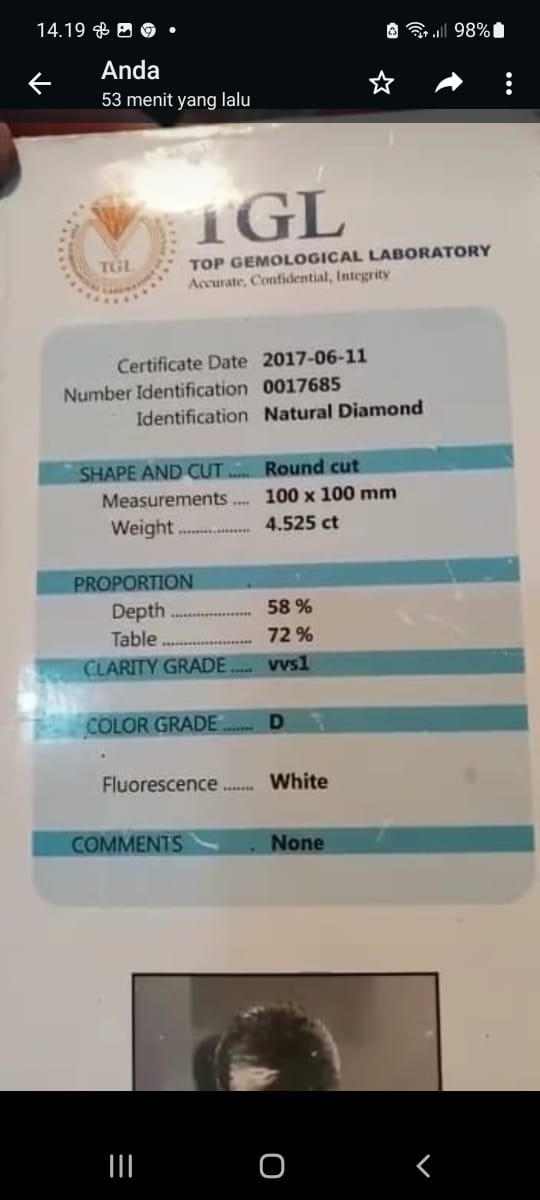 14.19 98%
Anda
53 menit yang lalu
TGL
TGL
TOP GEMOLOGICAL LABORATORY
Accurate, Confidential, Integrity
Certificate Date 2017-06-11
Number Identification 0017685
Identification Natural Diamond
SHAPE AND CUT ..... Round cut
Measurements .... 100 x 100 mm
Weight ................ 4.525 ct
PROPORTION
Depth ................... 58 %
Table ..................... 72 %
CLARITY GRADE ..... vvs1
COLOR GRADE ....... D
Fluorescence ....... White
COMMENTS . None